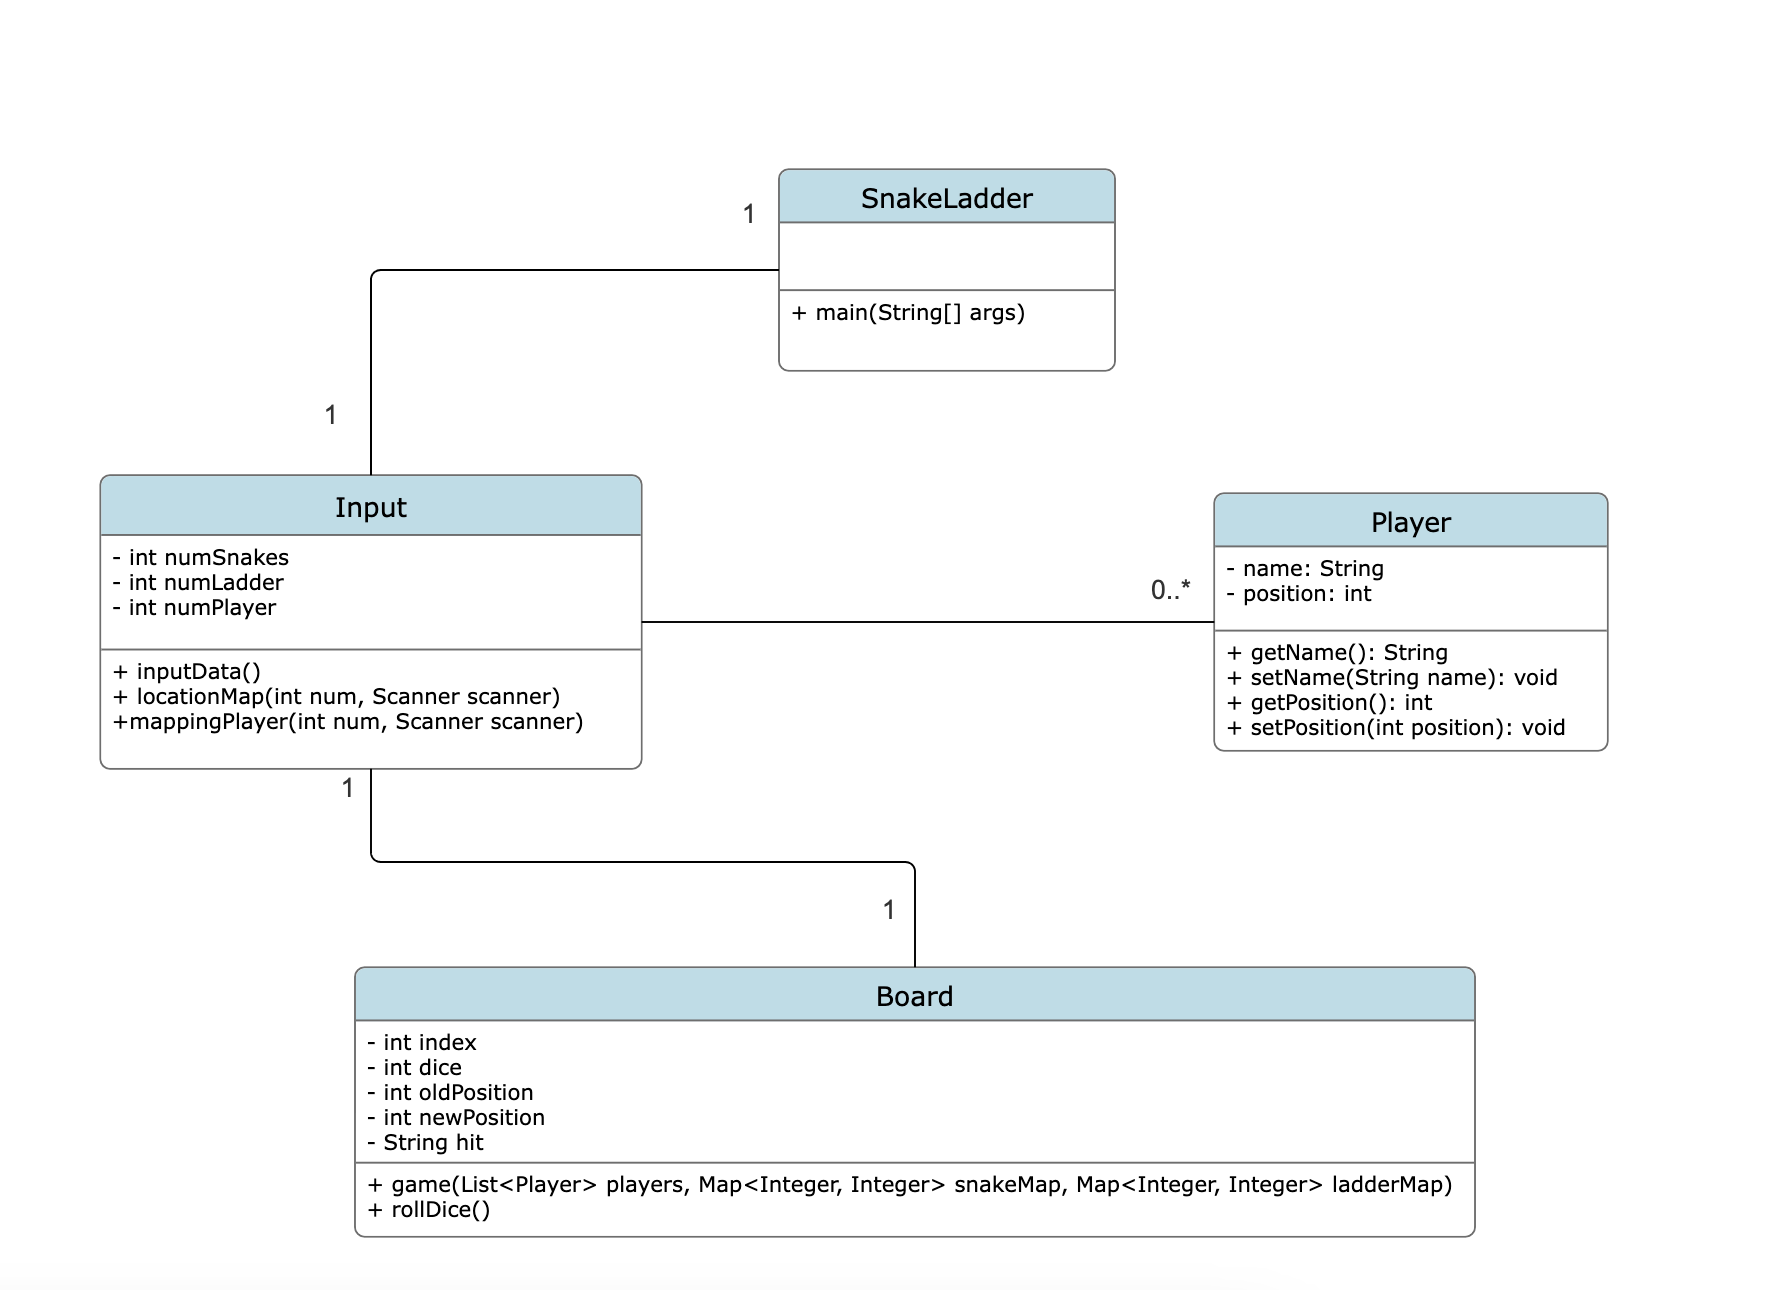 SnakeLadder
1
+ main(String[] args)
1
Input
- int numSnakes
- int numLadder
- int numPlayer
+ inputData()
+ locationMap(int num, Scanner scanner)
+mappingPlayer(int num, Scanner scanner)
0..*
Player
- name: String
- position: int
+ getName(): String
+ setName(String name): void
+ getPosition(): int
+ setPosition(int position): void
1
1
Board
- int index
- int dice
- int oldPosition
- int newPosition
- String hit
+ game(List<Player> players, Map<Integer, Integer> snakeMap, Map<Integer, Integer> ladderMap)
+ rollDice()